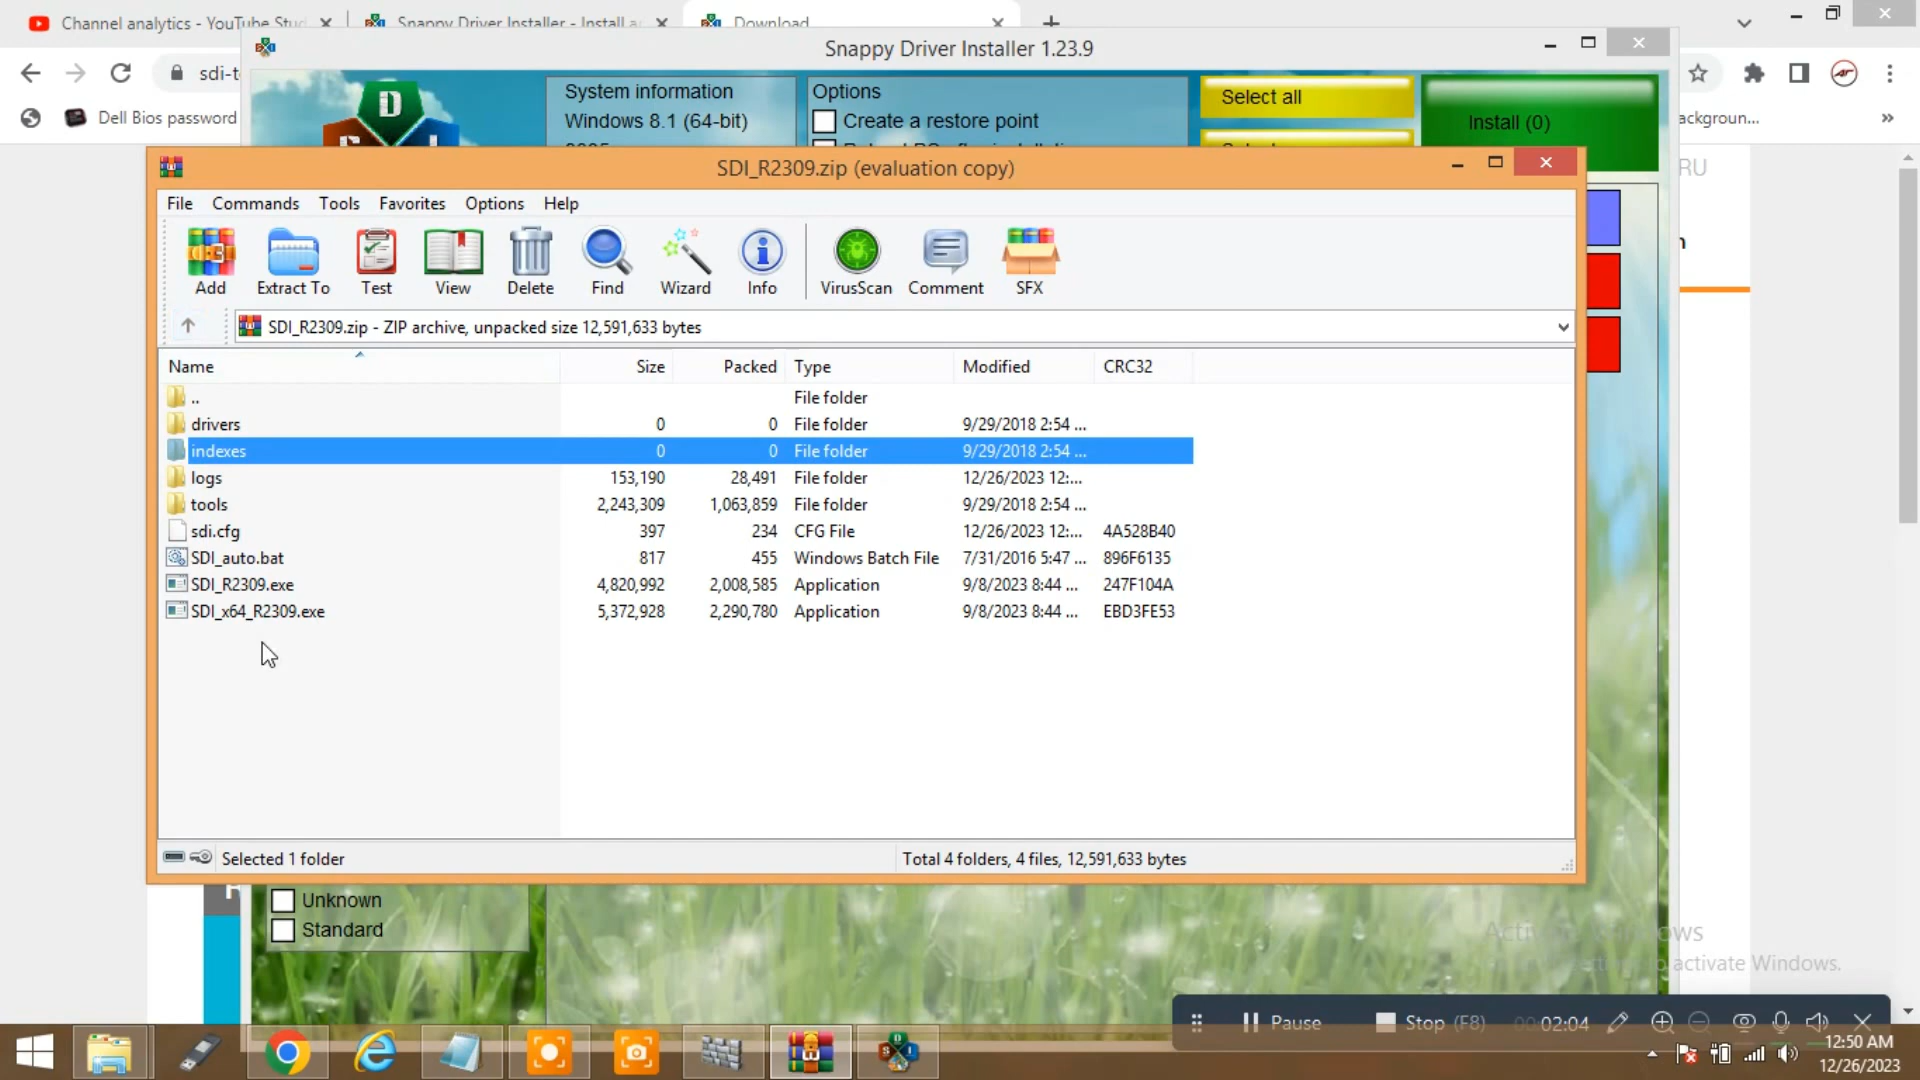 Channel analytics - YouTube Stud
Snappy Driver Installer - Install a
Download
sdi-t
Dell Bios password
ackgroun...
»
RU
n
Snappy Driver Installer 1.23.9
D
System information
Windows 8.1 (64-bit)
Options
Create a restore point
Select all
Install (0)
SDI_R2309.zip (evaluation copy)
File Commands Tools Favorites Options Help
Add Extract To Test View Delete Find Wizard Info VirusScan Comment SFX
SDI_R2309.zip - ZIP archive, unpacked size 12,591,633 bytes
Name Size Packed Type Modified CRC32
.. File folder
drivers 0 0 File folder 9/29/2018 2:54 ...
indexes 0 0 File folder 9/29/2018 2:54 ...
logs 153,190 28,491 File folder 12/26/2023 12:...
tools 2,243,309 1,063,859 File folder 9/29/2018 2:54 ...
sdi.cfg 397 234 CFG File 12/26/2023 12:... 4A528B40
SDI_auto.bat 817 455 Windows Batch File 7/31/2016 5:47 ... 896F6135
SDI_R2309.exe 4,820,992 2,008,585 Application 9/8/2023 8:44 ... 247F104A
SDI_x64_R2309.exe 5,372,928 2,290,780 Application 9/8/2023 8:44 ... EBD3FE53
Selected 1 folder Total 4 folders, 4 files, 12,591,633 bytes
Unknown
Standard
activate Windows.
Pause Stop (F8) 00:02:04
12:50 AM
12/26/2023